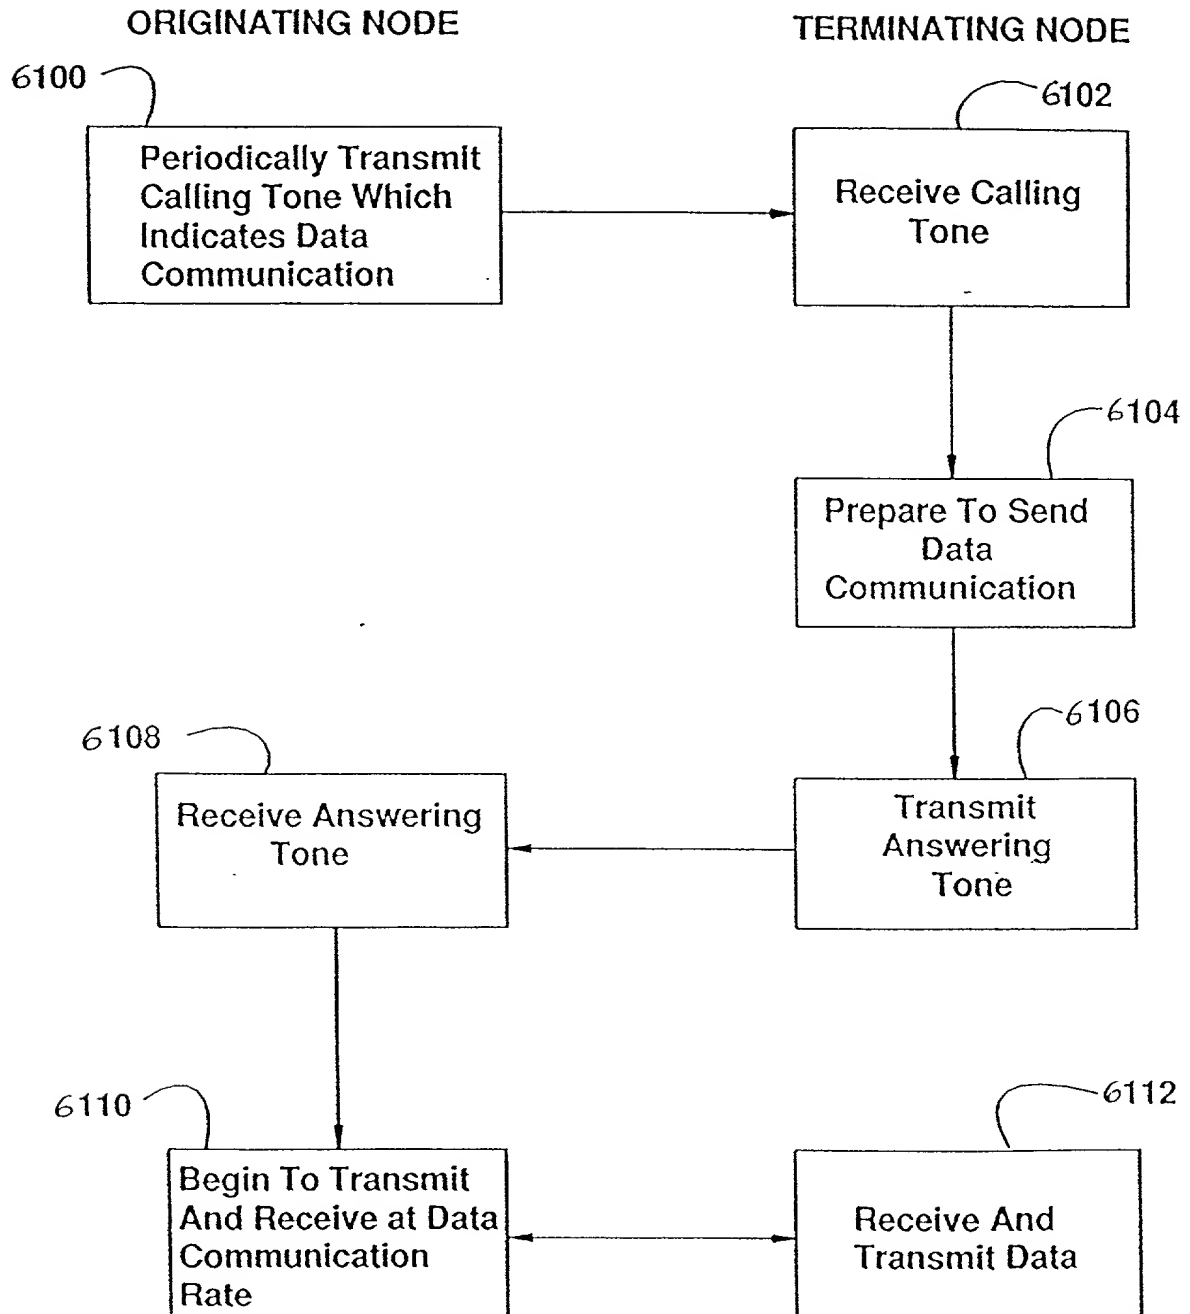 ORIGINATING NODE
TERMINATING NODE
6100
6102
Periodically Transmit
Calling Tone Which
Indicates Data
Communication
Receive Calling
Tone
6104
Prepare To Send
Data
Communication
6106
6108
Transmit
Answering
Tone
Receive Answering
Tone
6110
6112
Begin To Transmit
And Receive at Data
Communication
Rate
Receive And
Transmit Data